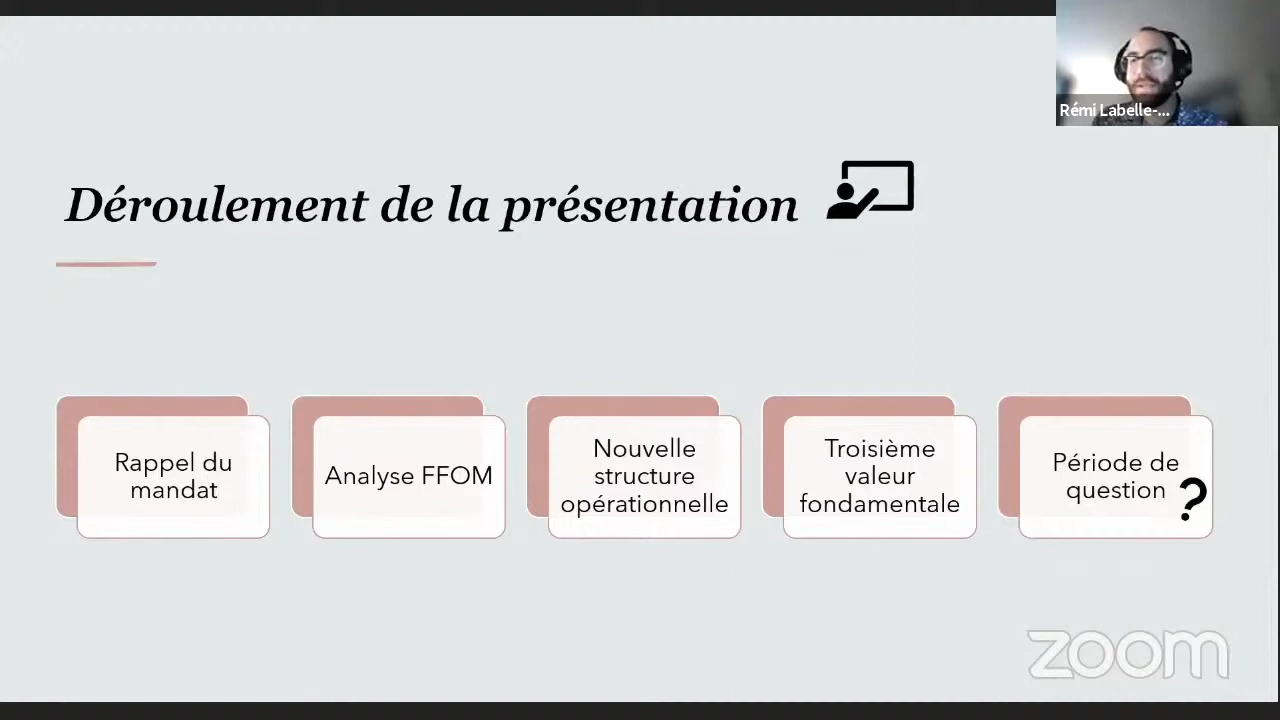 Rémi Labelle-...
Déroulement de la présentation
Rappel du
mandat
Analyse FFOM
Nouvelle
structure
opérationnelle
Troisième
valeur
fondamentale
Période de
question ?
zoom